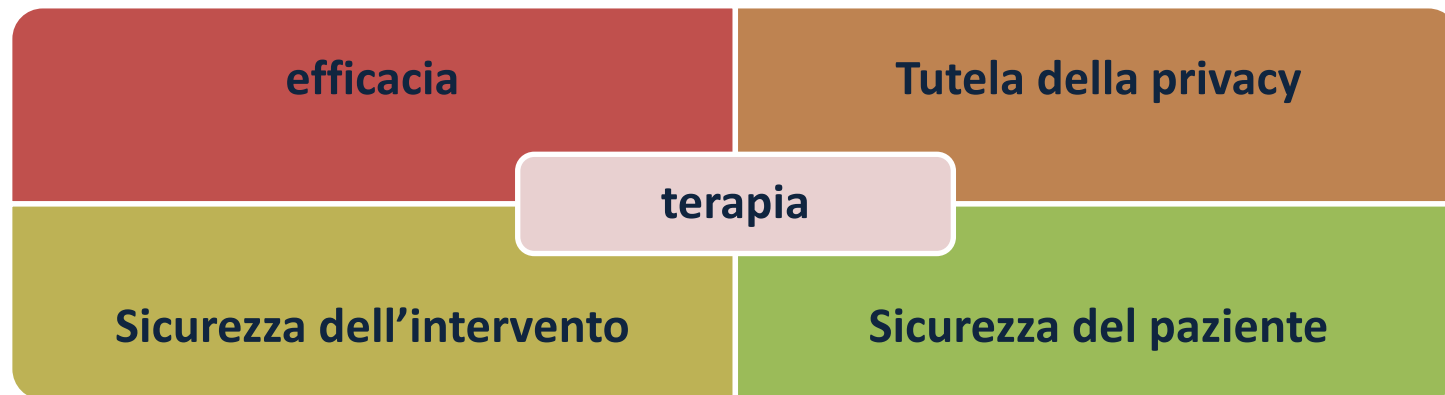 efficacia
Tutela della privacy
terapia
Sicurezza dell’intervento
Sicurezza del paziente